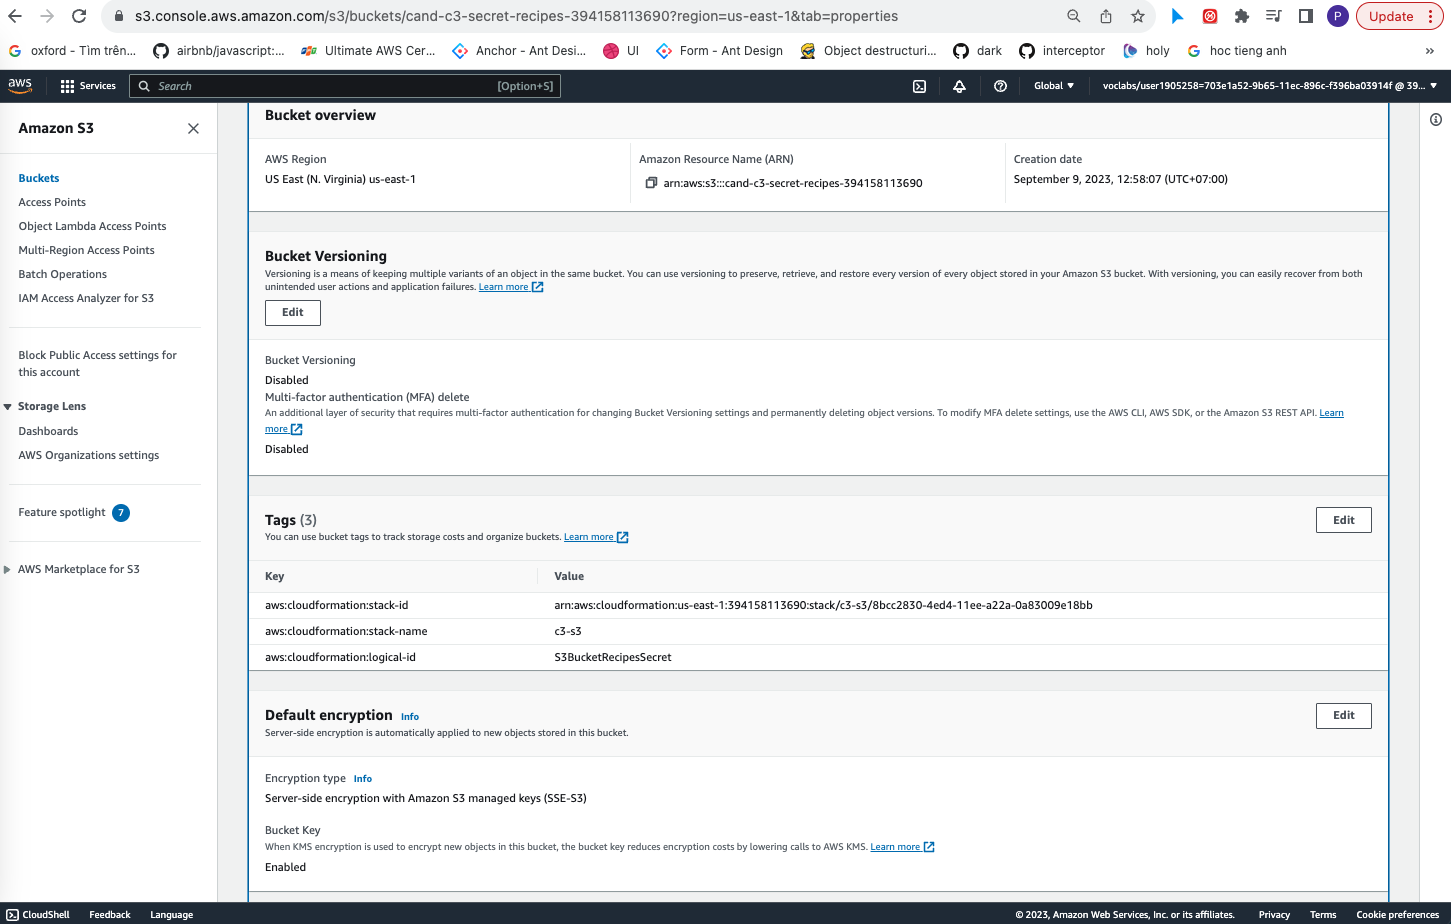 s3.console.aws.amazon.com/s3/buckets/cand-c3-secret-recipes-394158113690?region=us-east-1&tab=properties
P
Update
oxford - Tìm trên...
airbnb/javascript:...
Ultimate AWS Cer...
Anchor - Ant Desi...
UI
Form - Ant Design
Object destructuri...
dark
interceptor
holy
hoc tieng anh
»
aws
Services
Search
[Option+S]
Global
voclabs/user1905258=703e1a52-9b65-11ec-896c-f396ba03914f @ 39...
Amazon S3
Buckets
Access Points
Object Lambda Access Points
Multi-Region Access Points
Batch Operations
IAM Access Analyzer for S3
Block Public Access settings for
this account
Storage Lens
Dashboards
AWS Organizations settings
Feature spotlight 7
AWS Marketplace for S3
Bucket overview
AWS Region
US East (N. Virginia) us-east-1
Amazon Resource Name (ARN)
arn:aws:s3:::cand-c3-secret-recipes-394158113690
Creation date
September 9, 2023, 12:58:07 (UTC+07:00)
Bucket Versioning
Versioning is a means of keeping multiple variants of an object in the same bucket. You can use versioning to preserve, retrieve, and restore every version of every object stored in your Amazon S3 bucket. With versioning, you can easily recover from both
unintended user actions and application failures. Learn more
Edit
Bucket Versioning
Disabled
Multi-factor authentication (MFA) delete
An additional layer of security that requires multi-factor authentication for changing Bucket Versioning settings and permanently deleting object versions. To modify MFA delete settings, use the AWS CLI, AWS SDK, or the Amazon S3 REST API. Learn
more
Disabled
Tags (3)
You can use bucket tags to track storage costs and organize buckets. Learn more
Edit
Key
Value
aws:cloudformation:stack-id
arn:aws:cloudformation:us-east-1:394158113690:stack/c3-s3/8bcc2830-4ed4-11ee-a22a-0a83009e18bb
aws:cloudformation:stack-name
c3-s3
aws:cloudformation:logical-id
S3BucketRecipesSecret
Default encryption Info
Server-side encryption is automatically applied to new objects stored in this bucket.
Edit
Encryption type Info
Server-side encryption with Amazon S3 managed keys (SSE-S3)
Bucket Key
When KMS encryption is used to encrypt new objects in this bucket, the bucket key reduces encryption costs by lowering calls to AWS KMS. Learn more
Enabled
CloudShell
Feedback
Language
© 2023, Amazon Web Services, Inc. or its affiliates.
Privacy
Terms
Cookie preferences